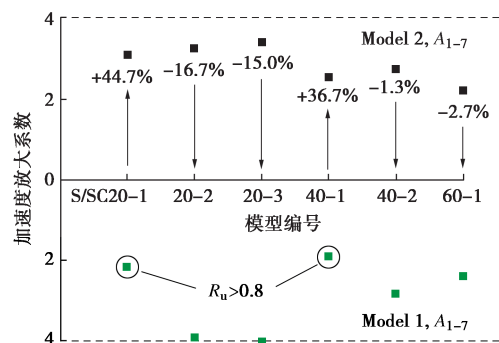 4
Model 2, A1-7
+44.7%
-16.7%
-15.0%
+36.7%
-1.3%
-2.7%
2
0
S/SC20-1
20-2
20-3
40-1
40-2
60-1
模型编号
加速度放大系数
2
Ru>0.8
Model 1, A1-7
4